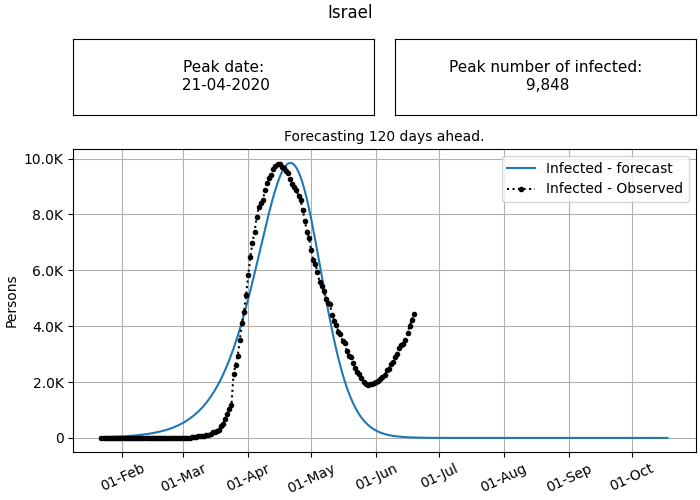 Israel
Peak date:
21-04-2020
Peak number of infected:
9,848
Forecasting 120 days ahead.
10.0K
8.0K
6.0K
4.0K
2.0K
0
Persons
Infected - forecast
Infected - Observed
01-Feb
01-Mar
01-Apr
01-May
01-Jun
01-Jul
01-Aug
01-Sep
01-Oct